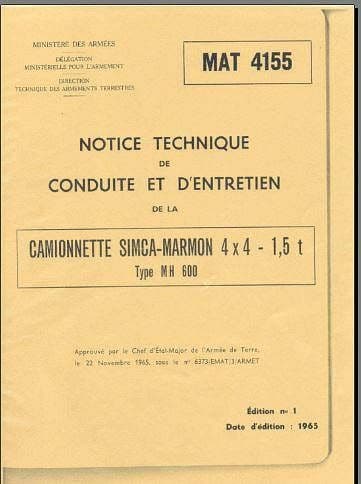 MINISTÈRE DES ARMÉES
DÉLÉGATION
MINISTÉRIELLE POUR L'ARMEMENT
DIRECTION
TECHNIQUE DES ARMEMENTS TERRESTRES
MAT 4155
NOTICE TECHNIQUE
DE
CONDUITE ET D'ENTRETIEN
DE LA
CAMIONNETTE SIMCA-MARMON 4 x 4 - 1,5 t
Type MH 600
Approuvé par le Chef d'État-Major de l'Armée de Terre,
le 22 Novembre 1965, sous le n° 6373/EMAT/3/ARMET
Édition n° 1
Date d'édition : 1965